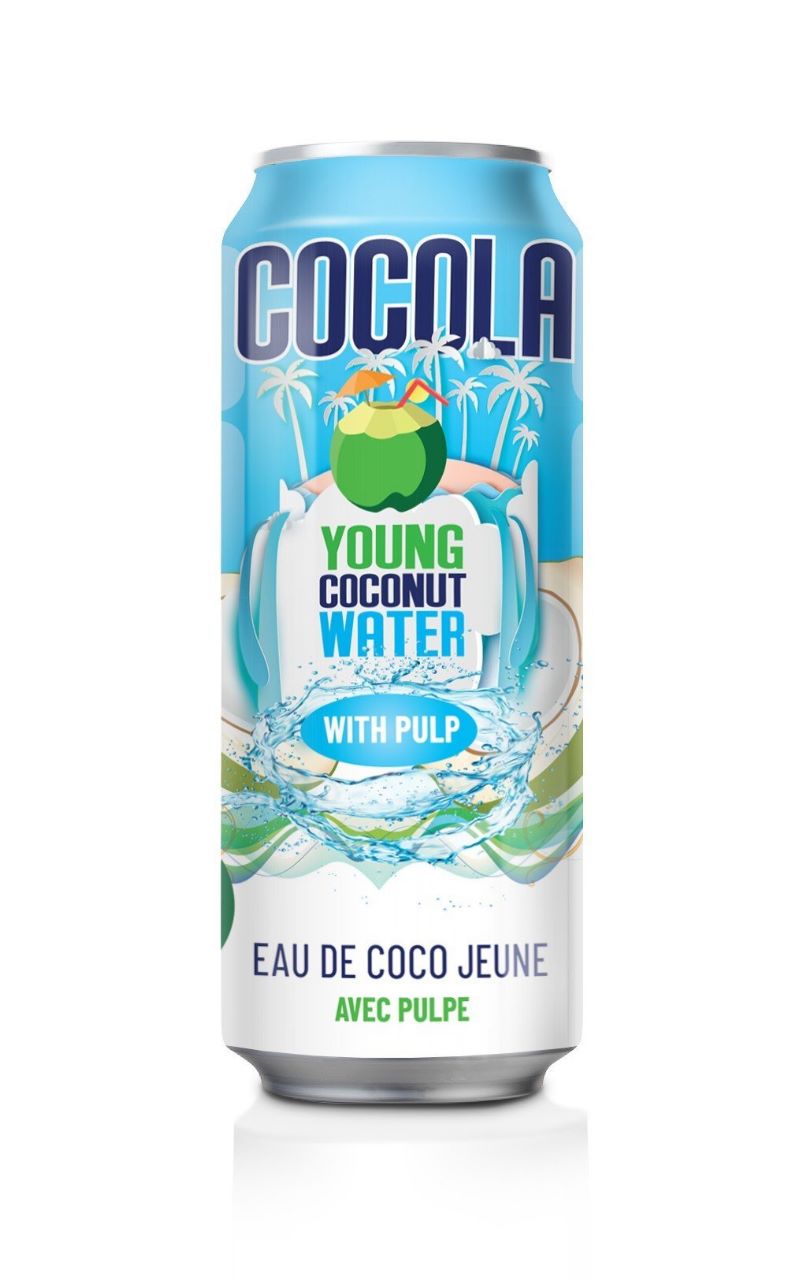 COCOLA
YOUNG
COCONUT
WATER
WITH PULP
EAU DE COCO JEUNE
AVEC PULPE